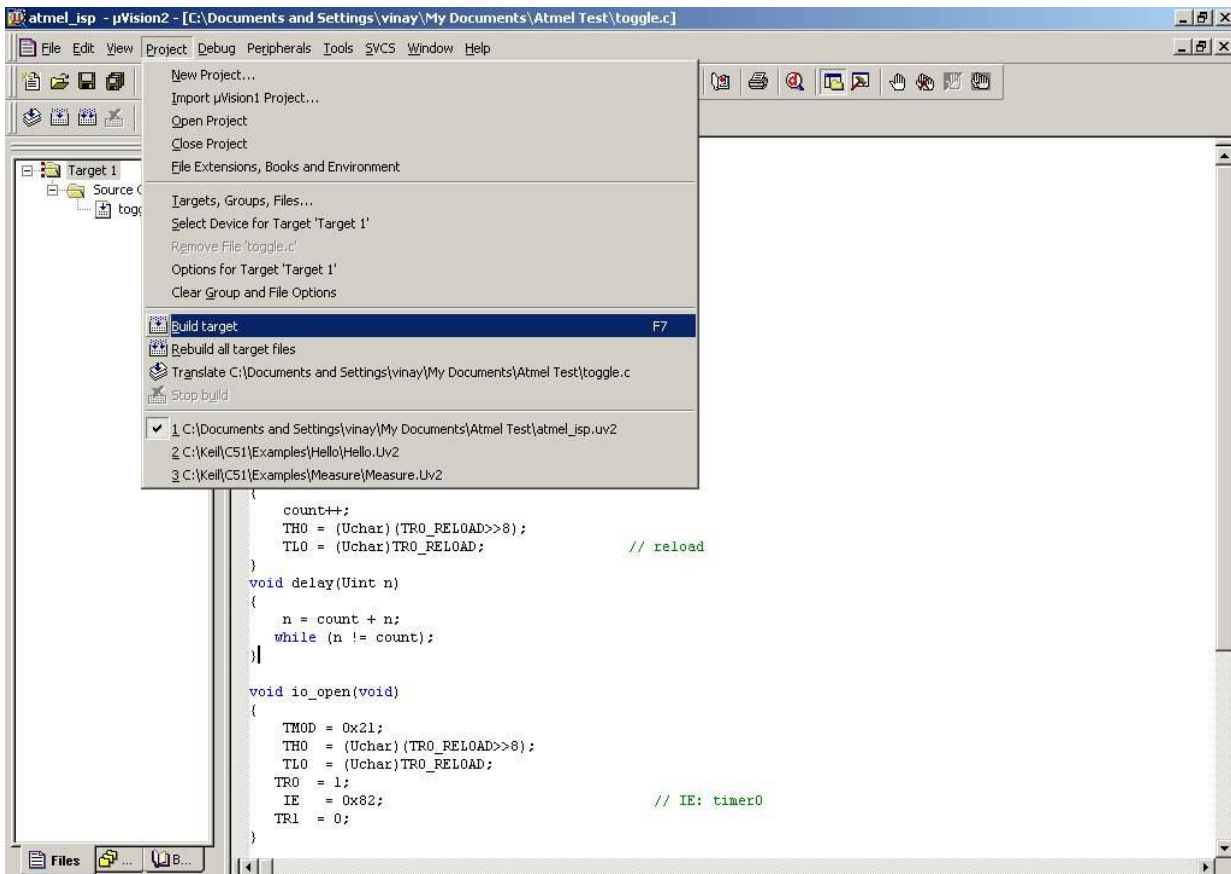 atmel_isp - µVision2 - [C:\Documents and Settings\vinay\My Documents\Atmel Test\toggle.c]
File Edit View Project Debug Peripherals Tools SVCS Window Help
New Project...
Import µVision1 Project...
Open Project
Close Project
File Extensions, Books and Environment
Targets, Groups, Files...
Select Device for Target 'Target 1'
Remove File 'toggle.c'
Options for Target 'Target 1'
Clear Group and File Options
Build target F7
Rebuild all target files
Translate C:\Documents and Settings\vinay\My Documents\Atmel Test\toggle.c
Stop build
1 C:\Documents and Settings\vinay\My Documents\Atmel Test\atmel_isp.uv2
2 C:\Keil\C51\Examples\Hello\Hello.Uv2
3 C:\Keil\C51\Examples\Measure\Measure.Uv2
Target 1
Source
togg
{
count++;
TH0 = (Uchar)(TR0_RELOAD>>8);
TL0 = (Uchar)TR0_RELOAD; // reload
}
void delay(Uint n)
{
n = count + n;
while (n != count);
}
void io_open(void)
{
TMOD = 0x21;
TH0 = (Uchar)(TR0_RELOAD>>8);
TL0 = (Uchar)TR0_RELOAD;
TR0 = 1;
IE = 0x82; // IE: timer0
TR1 = 0;
}
Files ... B...